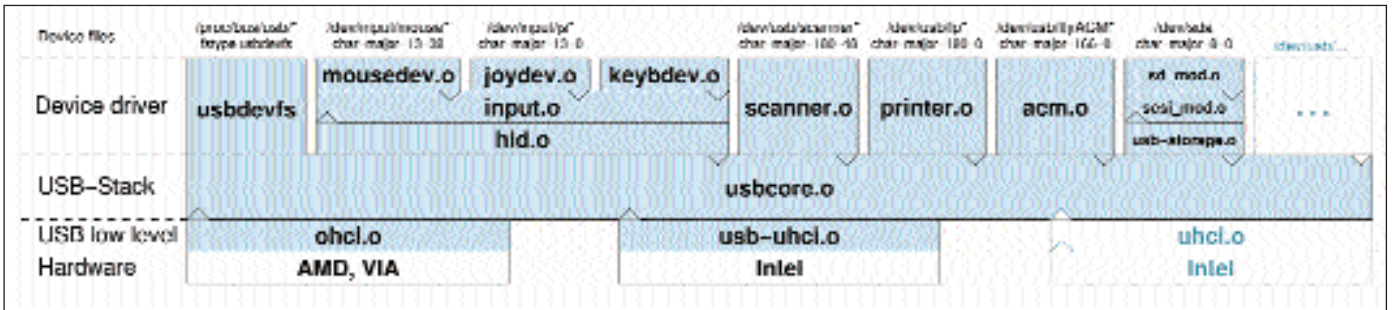 Device files
/proc/bus/usb/* /dev/input/mouse* /dev/input/js* /dev/usb/scanner* /dev/usb/lp* /dev/usb/ttyACM* /dev/sda
fstype usbdevfs char-major-13-32 char-major-13-0 char-major-180-48 char-major-180-0 char-major-166-0 char-major-8-0
Device driver
usbdevfs
mousedev.o joydev.o keybdev.o
input.o
hid.o
scanner.o
printer.o
acm.o
sd_mod.o
scsi_mod.o
usb-storage.o
...
USB-Stack
usbcore.o
USB low level
ohci.o usb-uhci.o uhci.o
Hardware
AMD, VIA Intel Intel